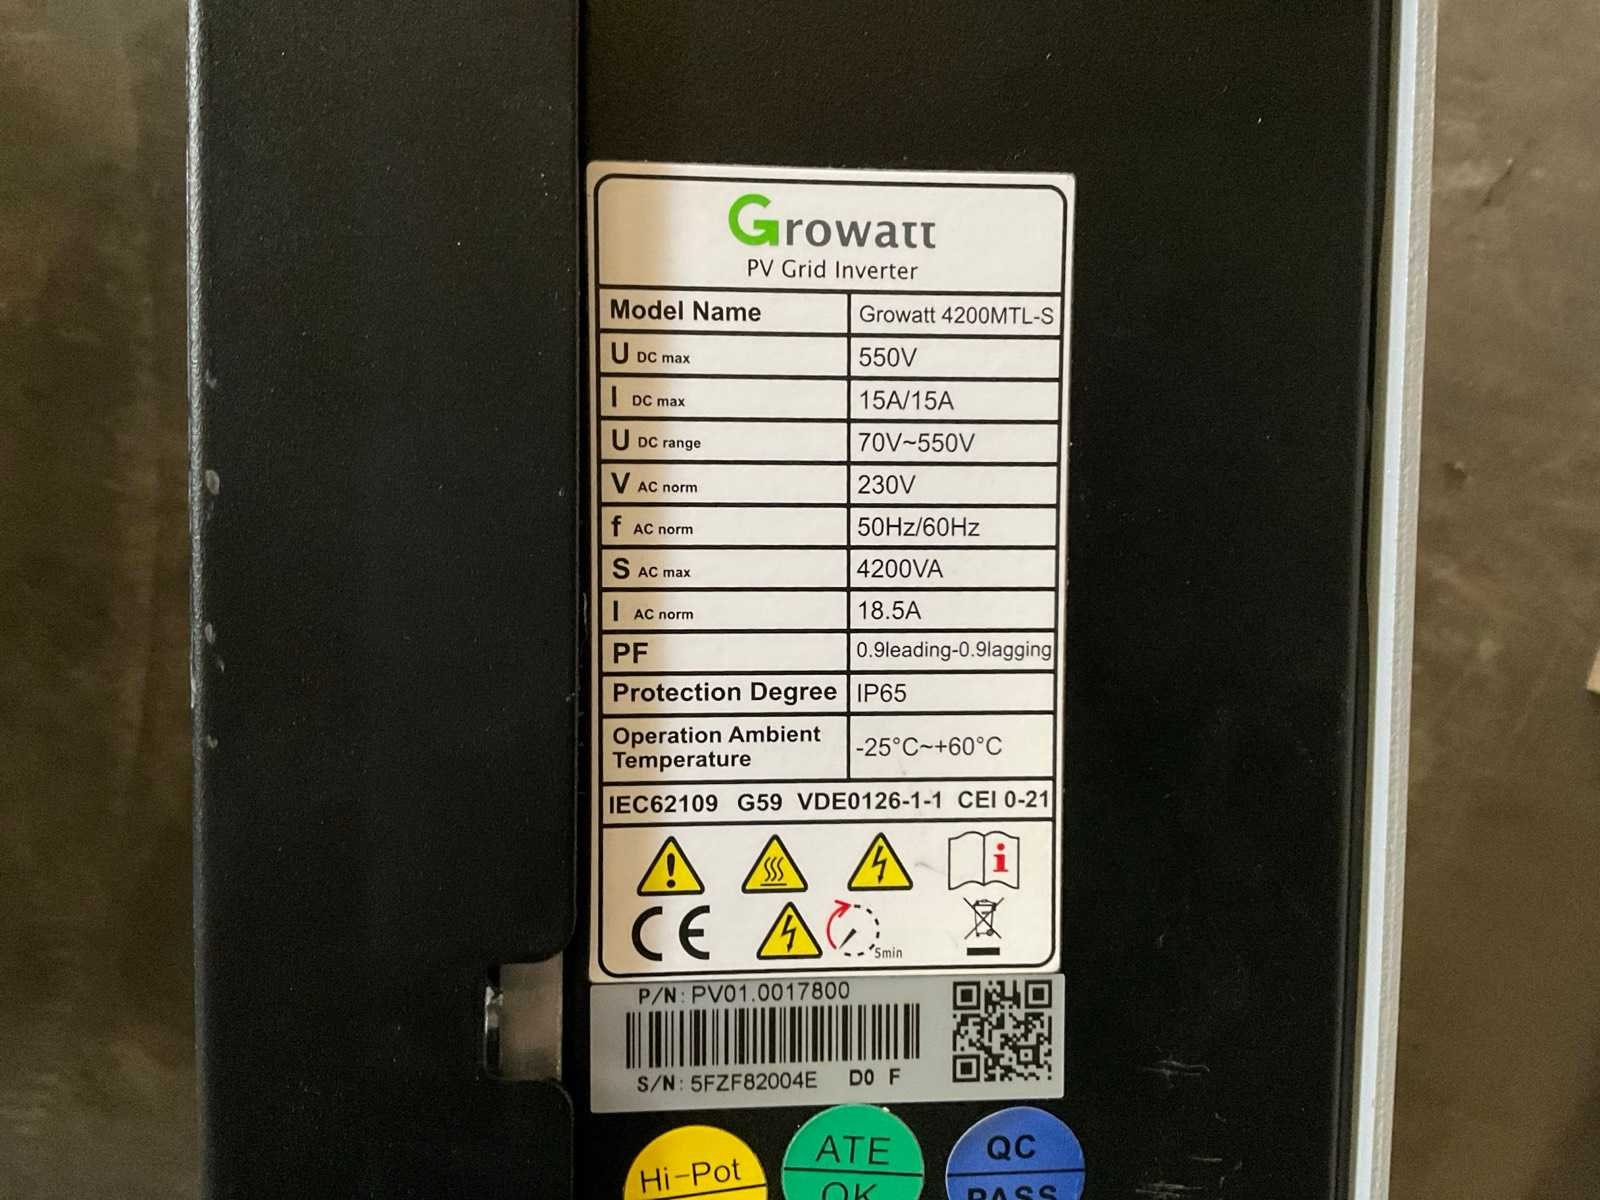 Growatt
PV Grid Inverter
Model Name Growatt 4200MTL-S
U DC max 550V
I DC max 15A/15A
U DC range 70V~550V
V AC norm 230V
f AC norm 50Hz/60Hz
S AC max 4200VA
I AC norm 18.5A
PF 0.9leading-0.9lagging
Protection Degree IP65
Operation Ambient
Temperature -25°C~+60°C
IEC62109 G59 VDE0126-1-1 CEI 0-21
i
CE 5min
P/N: PV01.0017800
S/N: 5FZF82004E D0 F
Hi-Pot
ATE
OK
QC
PASS